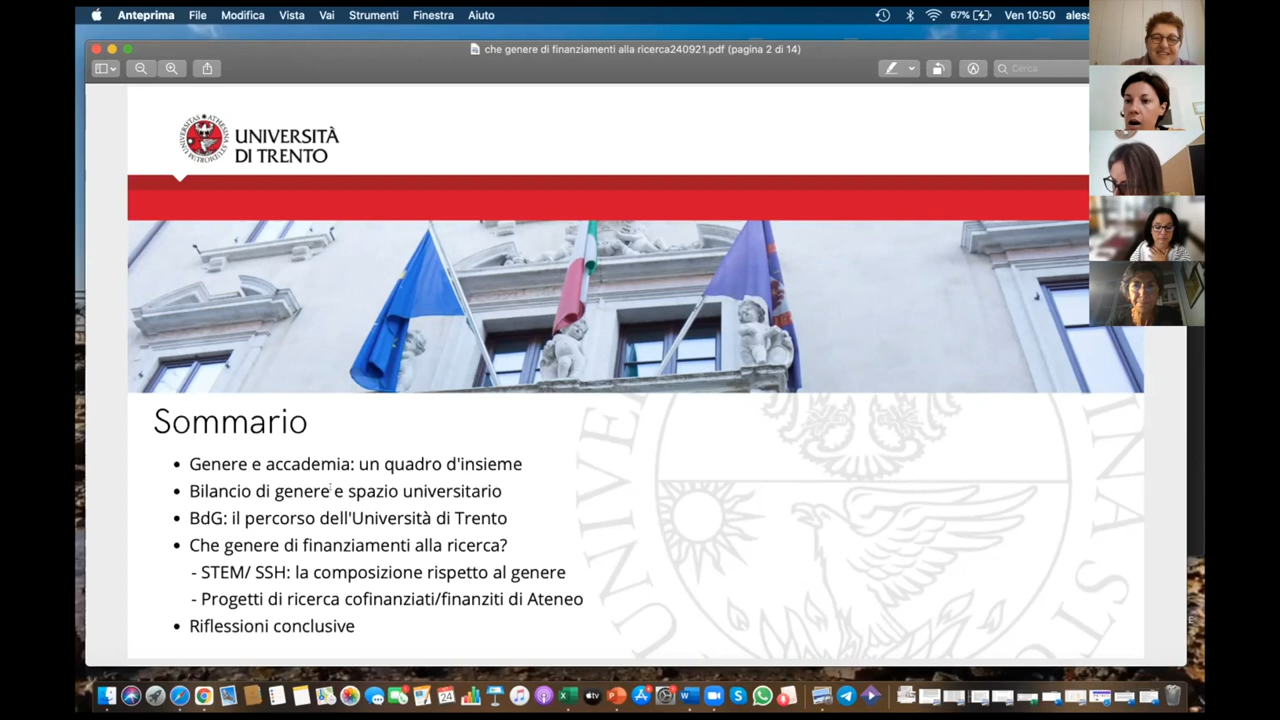 Anteprima File Modifica Vista Vai Strumenti Finestra Aiuto 67% Ven 10:50 aless
che genere di finanziamenti alla ricerca240921.pdf (pagina 2 di 14)
Cerca
UNIVERSITÀ
DI TRENTO
Sommario
• Genere e accademia: un quadro d'insieme
• Bilancio di genere e spazio universitario
• BdG: il percorso dell'Università di Trento
• Che genere di finanziamenti alla ricerca?
- STEM/ SSH: la composizione rispetto al genere
- Progetti di ricerca cofinanziati/finanziti di Ateneo
• Riflessioni conclusive